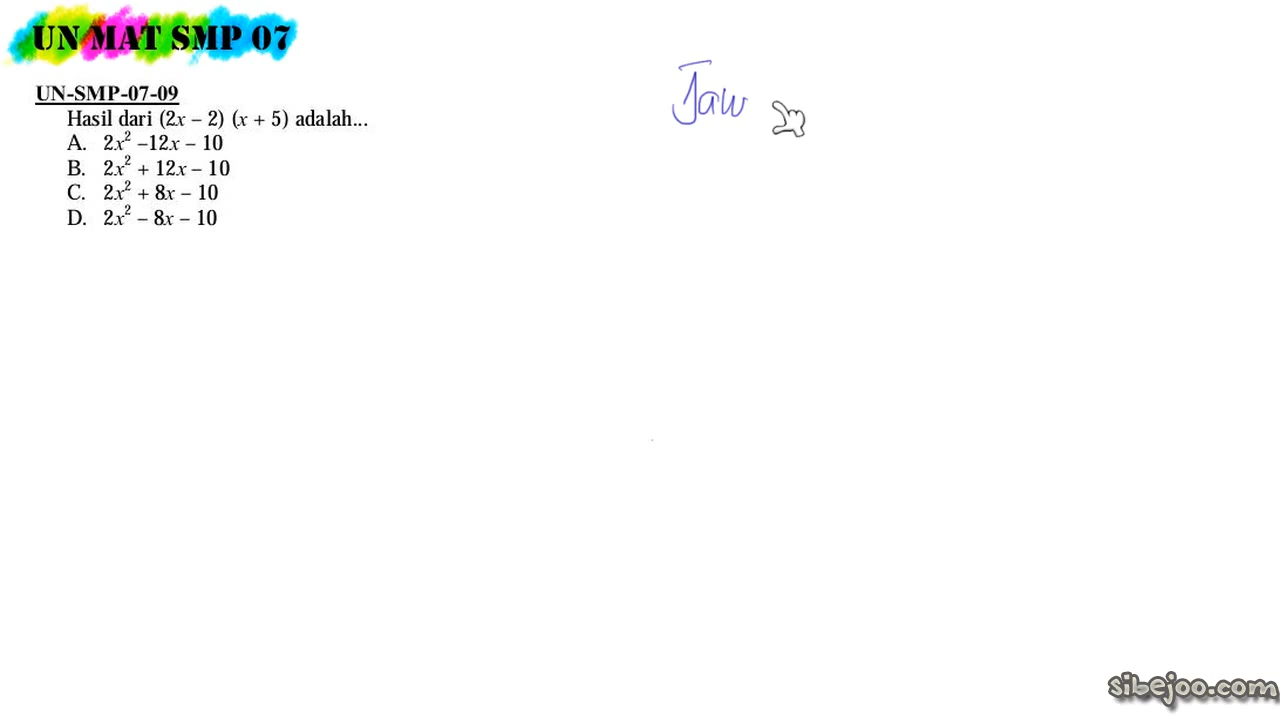 UN MAT SMP 07
UN-SMP-07-09
Hasil dari (2x – 2) (x + 5) adalah...
A. 2x² –12x – 10
B. 2x² + 12x – 10
C. 2x² + 8x – 10
D. 2x² – 8x – 10
Jaw
sibejoo.com